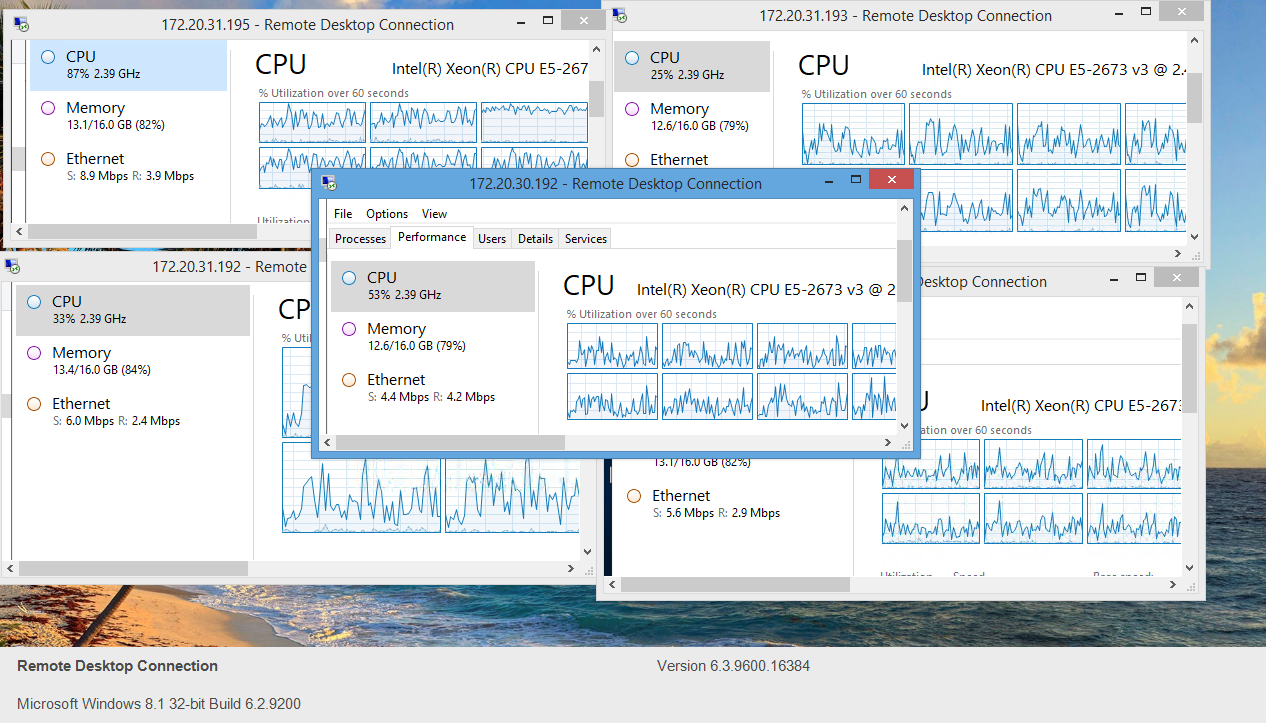 172.20.31.195 - Remote Desktop Connection
CPU
87% 2.39 GHz
Memory
13.1/16.0 GB (82%)
Ethernet
S: 8.9 Mbps R: 3.9 Mbps
CPU
Intel(R) Xeon(R) CPU E5-267
% Utilization over 60 seconds
Utilization
172.20.31.193 - Remote Desktop Connection
CPU
25% 2.39 GHz
Memory
12.6/16.0 GB (79%)
Ethernet
CPU
Intel(R) Xeon(R) CPU E5-2673 v3 @ 2.4
% Utilization over 60 seconds
172.20.30.192 - Remote Desktop Connection
File Options View
Processes Performance Users Details Services
CPU
53% 2.39 GHz
Memory
12.6/16.0 GB (79%)
Ethernet
S: 4.4 Mbps R: 4.2 Mbps
CPU
Intel(R) Xeon(R) CPU E5-2673 v3 @ 2
% Utilization over 60 seconds
172.20.31.192 - Remote
CPU
33% 2.39 GHz
Memory
13.4/16.0 GB (84%)
Ethernet
S: 6.0 Mbps R: 2.4 Mbps
CP
% Util
Desktop Connection
U
Intel(R) Xeon(R) CPU E5-2673
ation over 60 seconds
13.1/16.0 GB (82%)
Ethernet
S: 5.6 Mbps R: 2.9 Mbps
Utilization Speed Base speed:
Remote Desktop Connection
Version 6.3.9600.16384
Microsoft Windows 8.1 32-bit Build 6.2.9200